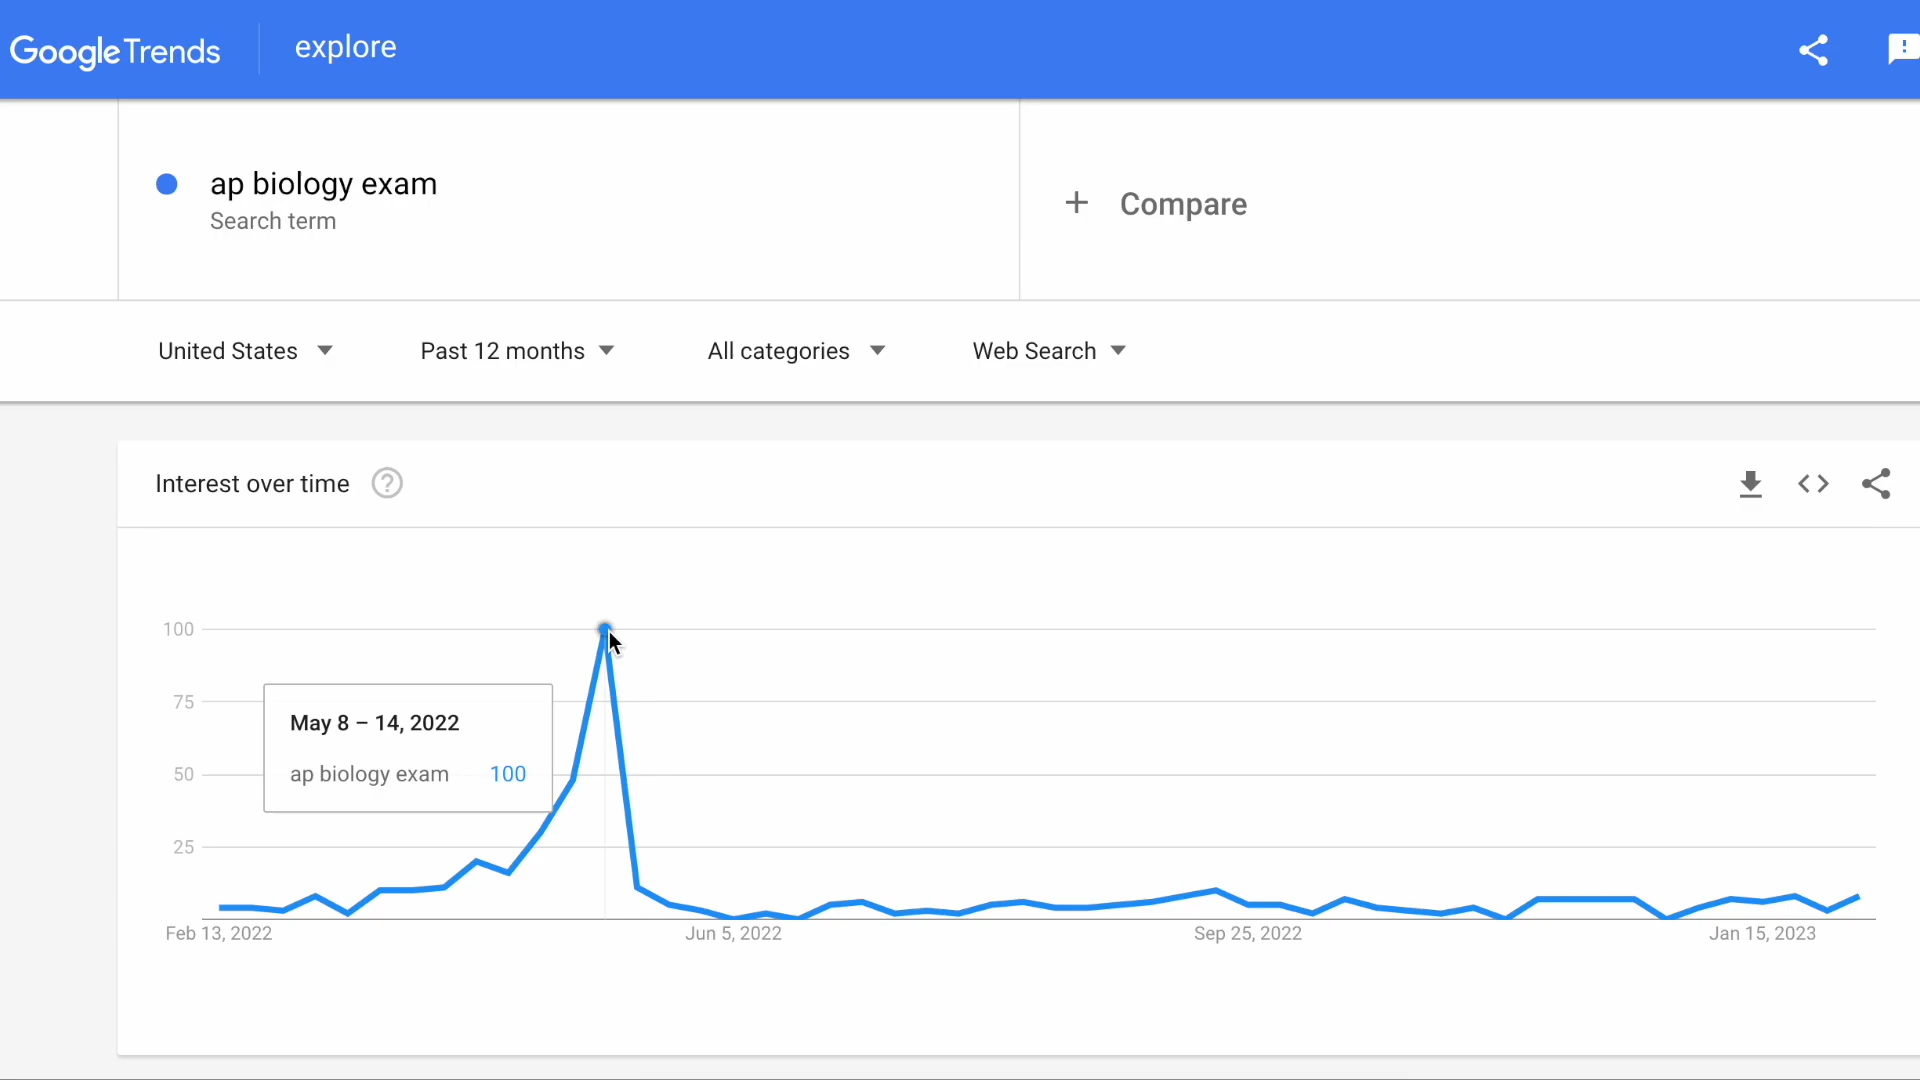 GoogleTrends explore
ap biology exam
Search term
+ Compare
United States Past 12 months All categories Web Search
Interest over time ?
100
75
50
25
May 8 – 14, 2022
ap biology exam 100
Feb 13, 2022 Jun 5, 2022 Sep 25, 2022 Jan 15, 2023